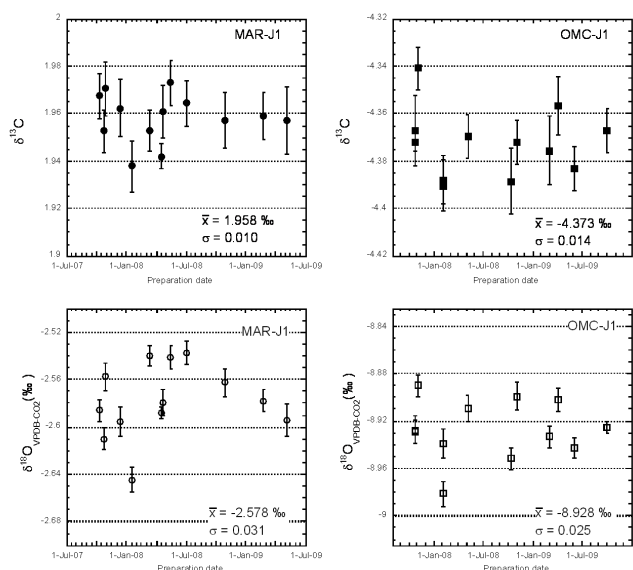 MAR-J1
2
1.98
1.96
1.94
1.92
1.9
δ13C
x̅ = 1.958 ‰
σ = 0.010
1-Jul-07 1-Jan-08 1-Jul-08 1-Jan-09 1-Jul-09
Preparation date
OMC-J1
-4.32
-4.34
-4.36
-4.38
-4.4
-4.42
δ13C
x̅ = -4.373 ‰
σ = 0.014
1-Jan-08 1-Jul-08 1-Jan-09 1-Jul-09
Preparation date
MAR-J1
-2.52
-2.56
-2.6
-2.64
-2.68
δ18OVPDB-CO2(‰)
x̅ = -2.578 ‰
σ = 0.031
1-Jul-07 1-Jan-08 1-Jul-08 1-Jan-09 1-Jul-09
Preparation date
OMC-J1
-8.84
-8.88
-8.92
-8.96
-9
δ18OVPDB-CO2(‰)
x̅ = -8.928 ‰
σ = 0.025
1-Jan-08 1-Jul-08 1-Jan-09 1-Jul-09
Preparation date